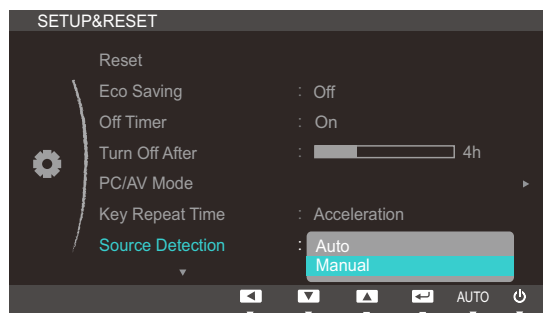 SETUP&RESET
Reset
Eco Saving : Off
Off Timer : On
Turn Off After : 4h
PC/AV Mode
Key Repeat Time : Acceleration
Source Detection : Auto
Manual
AUTO